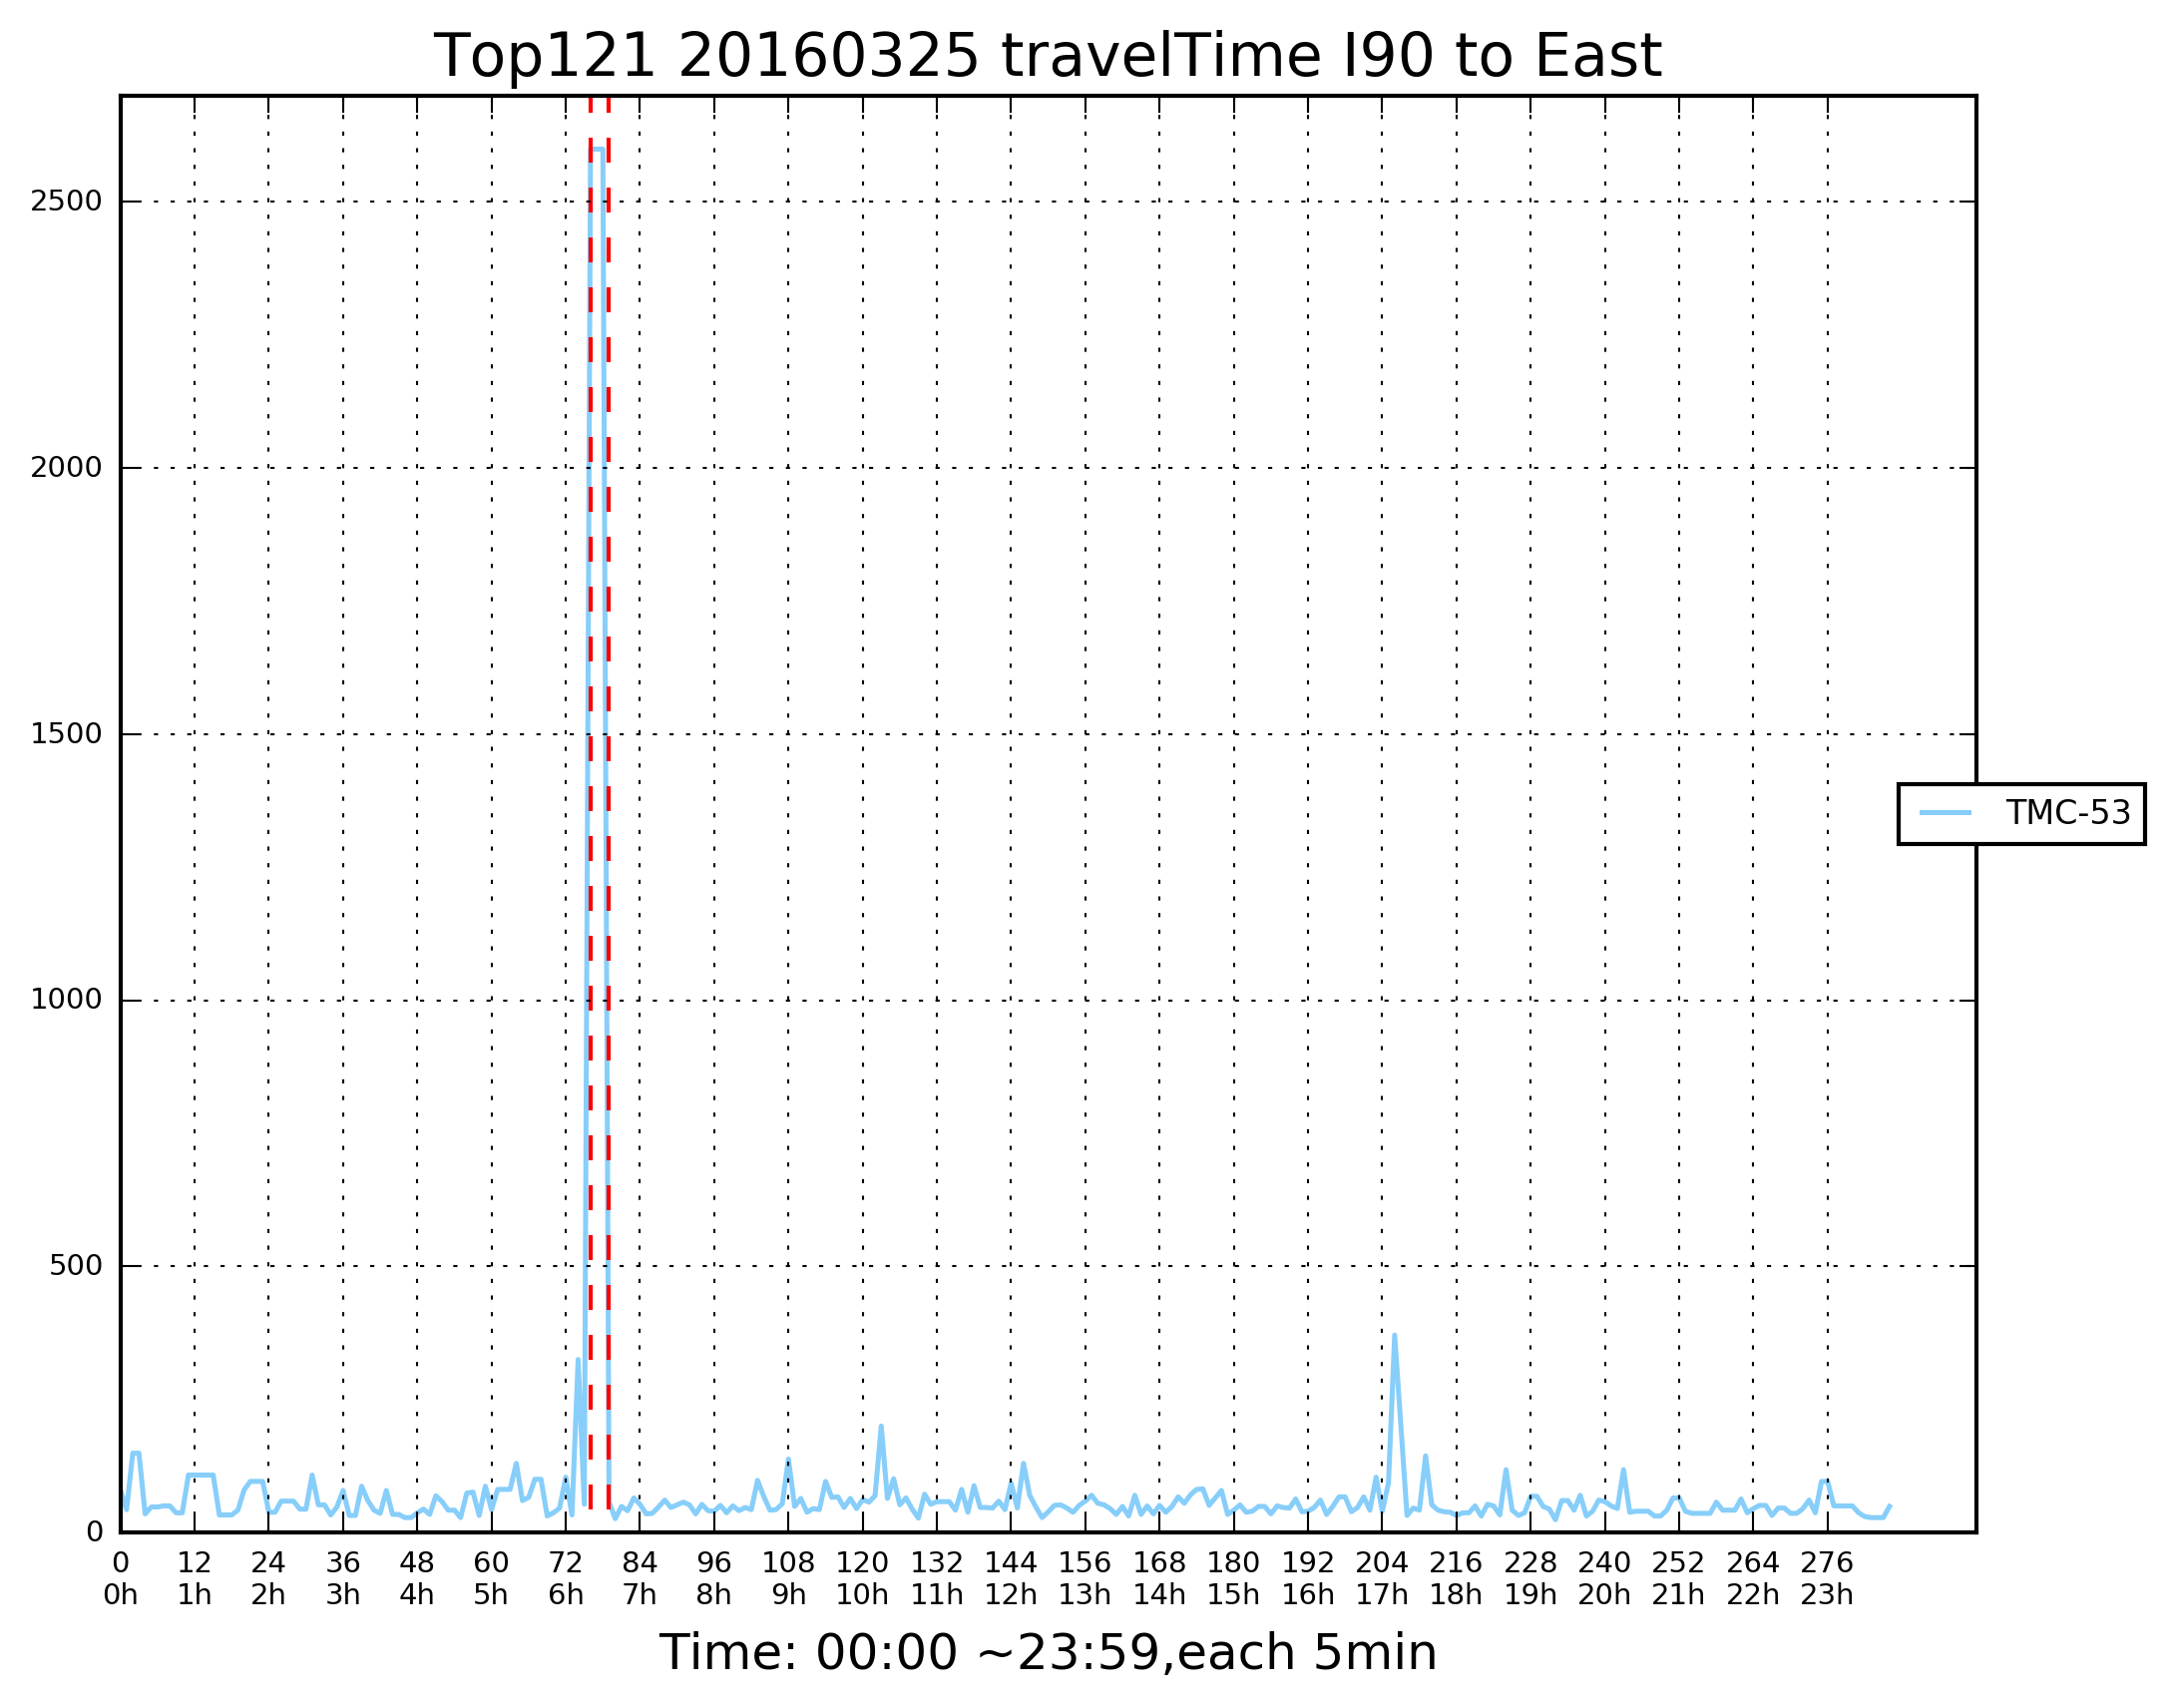 Top121 20160325 travelTime I90 to East
2500
2000
1500
1000
500
0
TMC-53
0 12 24 36 48 60 72 84 96 108 120 132 144 156 168 180 192 204 216 228 240 252 264 276
0h 1h 2h 3h 4h 5h 6h 7h 8h 9h 10h 11h 12h 13h 14h 15h 16h 17h 18h 19h 20h 21h 22h 23h
Time: 00:00 ~23:59,each 5min